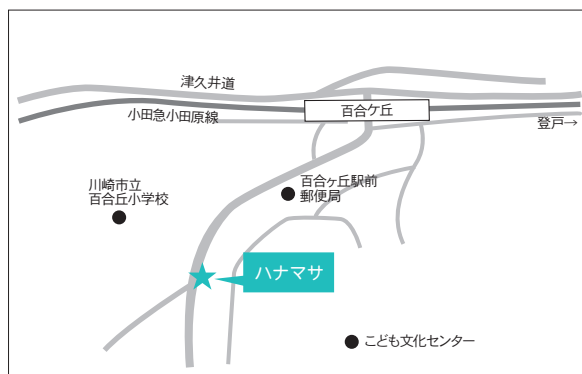 津久井道
小田急小田原線
百合ケ丘
登戸→
川崎市立
百合丘小学校
百合ヶ丘駅前
郵便局
ハナマサ
こども文化センター